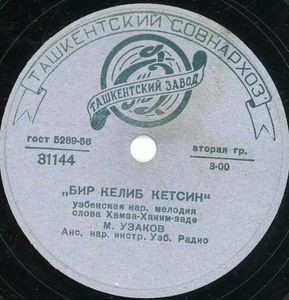 ТАШКЕНТСКИЙ СОВНАРХОЗ
ТАШКЕНТСКИЙ ЗАВОД
ГОСТ 5289-56
вторая гр.
31144
3-00
„БИР КЕЛИБ КЕТСИН"
узбекская нар. мелодия
слова Хамза-Хаким-заде
М. УЗАКОВ
Анс. нар. инстр. Узб. Радио